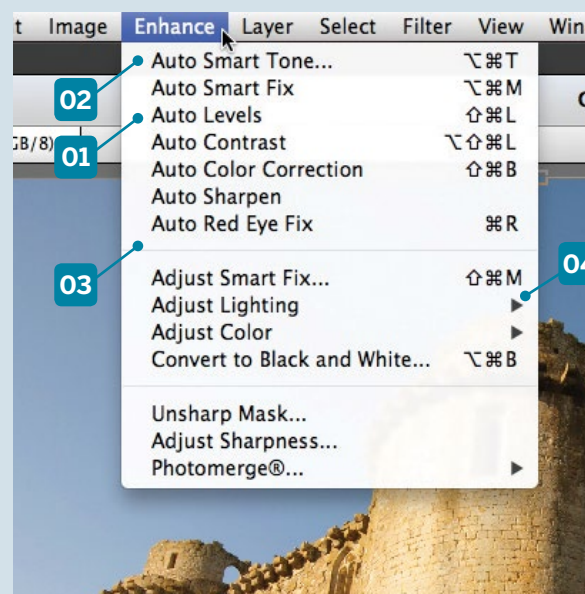 t Image Enhance Layer Select Filter View Win
Auto Smart Tone... ⌥⌘T
02
Auto Smart Fix ⌥⌘M
Auto Levels ⇧⌘L
GB/8)
01
Auto Contrast ⌥⇧⌘L
Auto Color Correction ⇧⌘B
Auto Sharpen
Auto Red Eye Fix ⌘R
03
04
Adjust Smart Fix... ⇧⌘M
Adjust Lighting ▶
Adjust Color ▶
Convert to Black and White... ⌥⌘B
Unsharp Mask...
Adjust Sharpness...
Photomerge®... ▶